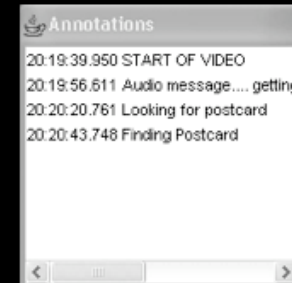 Annotations
20:19:39.950 START OF VIDEO
20:19:56.611 Audio message.... getting
20:20:20.761 Looking for postcard
20:20:43.748 Finding Postcard